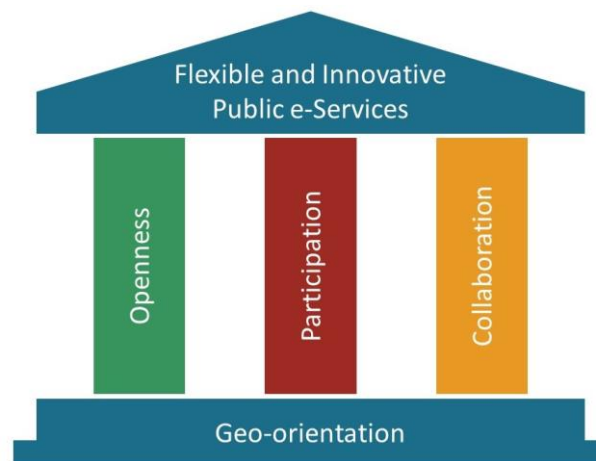 Flexible and Innovative
Public e-Services
Openness
Participation
Collaboration
Geo-orientation